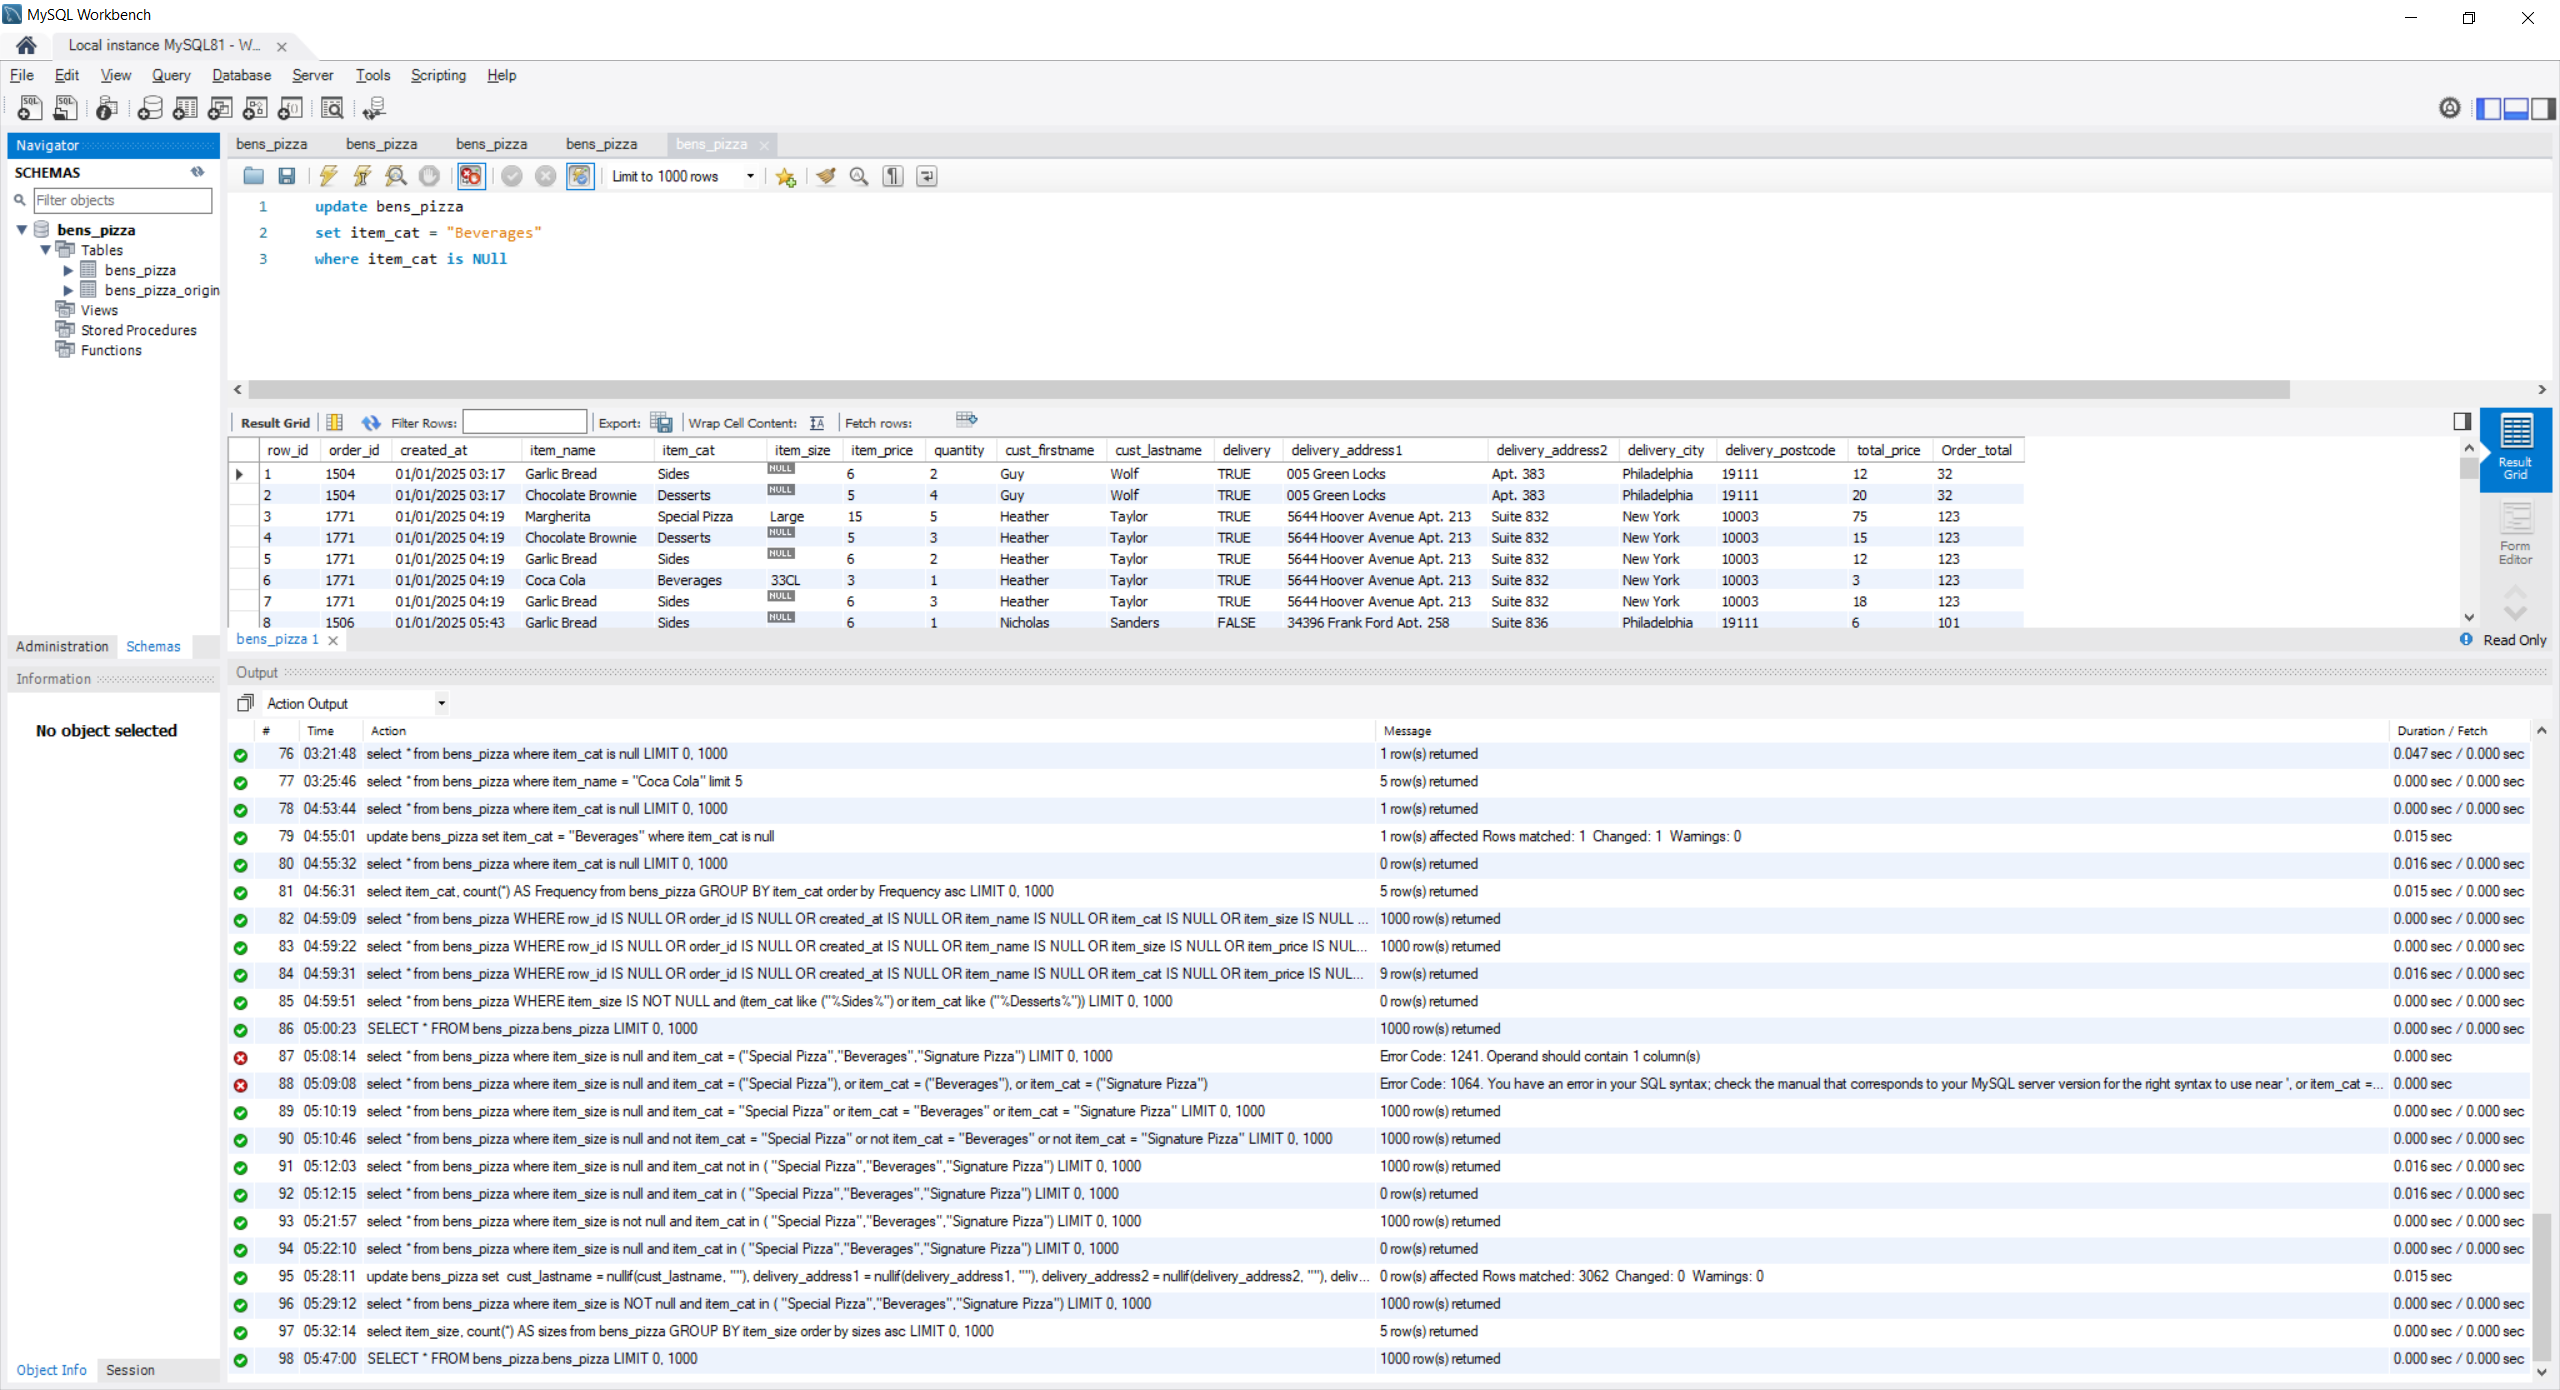 MySQL Workbench
Local instance MySQL81 - W...
File Edit View Query Database Server Tools Scripting Help
Navigator
SCHEMAS
Filter objects
bens_pizza
Tables
bens_pizza
bens_pizza_origin
Views
Stored Procedures
Functions
Administration Schemas
Information
No object selected
Object Info Session
bens_pizza bens_pizza bens_pizza bens_pizza bens_pizza
Limit to 1000 rows
1 update bens_pizza
2 set item_cat = "Beverages"
3 where item_cat is NUll
Result Grid Filter Rows: Export: Wrap Cell Content: Fetch rows:
row_id order_id created_at item_name item_cat item_size item_price quantity cust_firstname cust_lastname delivery delivery_address1 delivery_address2 delivery_city delivery_postcode total_price Order_total
1 1504 01/01/2025 03:17 Garlic Bread Sides NULL 6 2 Guy Wolf TRUE 005 Green Locks Apt. 383 Philadelphia 19111 12 32
2 1504 01/01/2025 03:17 Chocolate Brownie Desserts NULL 5 4 Guy Wolf TRUE 005 Green Locks Apt. 383 Philadelphia 19111 20 32
3 1771 01/01/2025 04:19 Margherita Special Pizza Large 15 5 Heather Taylor TRUE 5644 Hoover Avenue Apt. 213 Suite 832 New York 10003 75 123
4 1771 01/01/2025 04:19 Chocolate Brownie Desserts NULL 5 3 Heather Taylor TRUE 5644 Hoover Avenue Apt. 213 Suite 832 New York 10003 15 123
5 1771 01/01/2025 04:19 Garlic Bread Sides NULL 6 2 Heather Taylor TRUE 5644 Hoover Avenue Apt. 213 Suite 832 New York 10003 12 123
6 1771 01/01/2025 04:19 Coca Cola Beverages 33CL 3 1 Heather Taylor TRUE 5644 Hoover Avenue Apt. 213 Suite 832 New York 10003 3 123
7 1771 01/01/2025 04:19 Garlic Bread Sides NULL 6 3 Heather Taylor TRUE 5644 Hoover Avenue Apt. 213 Suite 832 New York 10003 18 123
8 1506 01/01/2025 05:43 Garlic Bread Sides NULL 6 1 Nicholas Sanders FALSE 34396 Frank Ford Apt. 258 Suite 836 Philadelphia 19111 6 101
Result Grid
Form Editor
bens_pizza 1
Read Only
Output
Action Output
# Time Action Message Duration / Fetch
76 03:21:48 select * from bens_pizza where item_cat is null LIMIT 0, 1000 1 row(s) returned 0.047 sec / 0.000 sec
77 03:25:46 select * from bens_pizza where item_name = "Coca Cola" limit 5 5 row(s) returned 0.000 sec / 0.000 sec
78 04:53:44 select * from bens_pizza where item_cat is null LIMIT 0, 1000 1 row(s) returned 0.000 sec / 0.000 sec
79 04:55:01 update bens_pizza set item_cat = "Beverages" where item_cat is null 1 row(s) affected Rows matched: 1 Changed: 1 Warnings: 0 0.015 sec
80 04:55:32 select * from bens_pizza where item_cat is null LIMIT 0, 1000 0 row(s) returned 0.016 sec / 0.000 sec
81 04:56:31 select item_cat, count(*) AS Frequency from bens_pizza GROUP BY item_cat order by Frequency asc LIMIT 0, 1000 5 row(s) returned 0.015 sec / 0.000 sec
82 04:59:09 select * from bens_pizza WHERE row_id IS NULL OR order_id IS NULL OR created_at IS NULL OR item_name IS NULL OR item_cat IS NULL OR item_size IS NULL ... 1000 row(s) returned 0.000 sec / 0.000 sec
83 04:59:22 select * from bens_pizza WHERE row_id IS NULL OR order_id IS NULL OR created_at IS NULL OR item_name IS NULL OR item_size IS NULL OR item_price IS NUL... 1000 row(s) returned 0.000 sec / 0.000 sec
84 04:59:31 select * from bens_pizza WHERE row_id IS NULL OR order_id IS NULL OR created_at IS NULL OR item_name IS NULL OR item_cat IS NULL OR item_price IS NUL... 9 row(s) returned 0.016 sec / 0.000 sec
85 04:59:51 select * from bens_pizza WHERE item_size IS NOT NULL and (item_cat like ("%Sides%") or item_cat like ("%Desserts%")) LIMIT 0, 1000 0 row(s) returned 0.000 sec / 0.000 sec
86 05:00:23 SELECT * FROM bens_pizza.bens_pizza LIMIT 0, 1000 1000 row(s) returned 0.000 sec / 0.000 sec
87 05:08:14 select * from bens_pizza where item_size is null and item_cat = ("Special Pizza","Beverages","Signature Pizza") LIMIT 0, 1000 Error Code: 1241. Operand should contain 1 column(s) 0.000 sec
88 05:09:08 select * from bens_pizza where item_size is null and item_cat = ("Special Pizza"), or item_cat = ("Beverages"), or item_cat = ("Signature Pizza") Error Code: 1064. You have an error in your SQL syntax; check the manual that corresponds to your MySQL server version for the right syntax to use near ', or item_cat =... 0.000 sec
89 05:10:19 select * from bens_pizza where item_size is null and item_cat = "Special Pizza" or item_cat = "Beverages" or item_cat = "Signature Pizza" LIMIT 0, 1000 1000 row(s) returned 0.000 sec / 0.000 sec
90 05:10:46 select * from bens_pizza where item_size is null and not item_cat = "Special Pizza" or not item_cat = "Beverages" or not item_cat = "Signature Pizza" LIMIT 0, 1000 1000 row(s) returned 0.000 sec / 0.000 sec
91 05:12:03 select * from bens_pizza where item_size is null and item_cat not in ( "Special Pizza","Beverages","Signature Pizza") LIMIT 0, 1000 1000 row(s) returned 0.016 sec / 0.000 sec
92 05:12:15 select * from bens_pizza where item_size is null and item_cat in ( "Special Pizza","Beverages","Signature Pizza") LIMIT 0, 1000 0 row(s) returned 0.016 sec / 0.000 sec
93 05:21:57 select * from bens_pizza where item_size is not null and item_cat in ( "Special Pizza","Beverages","Signature Pizza") LIMIT 0, 1000 1000 row(s) returned 0.000 sec / 0.000 sec
94 05:22:10 select * from bens_pizza where item_size is null and item_cat in ( "Special Pizza","Beverages","Signature Pizza") LIMIT 0, 1000 0 row(s) returned 0.000 sec / 0.000 sec
95 05:28:11 update bens_pizza set cust_lastname = nullif(cust_lastname, ""), delivery_address1 = nullif(delivery_address1, ""), delivery_address2 = nullif(delivery_address2, ""), deliv... 0 row(s) affected Rows matched: 3062 Changed: 0 Warnings: 0 0.015 sec
96 05:29:12 select * from bens_pizza where item_size is NOT null and item_cat in ( "Special Pizza","Beverages","Signature Pizza") LIMIT 0, 1000 1000 row(s) returned 0.000 sec / 0.000 sec
97 05:32:14 select item_size, count(*) AS sizes from bens_pizza GROUP BY item_size order by sizes asc LIMIT 0, 1000 5 row(s) returned 0.000 sec / 0.000 sec
98 05:47:00 SELECT * FROM bens_pizza.bens_pizza LIMIT 0, 1000 1000 row(s) returned 0.000 sec / 0.000 sec